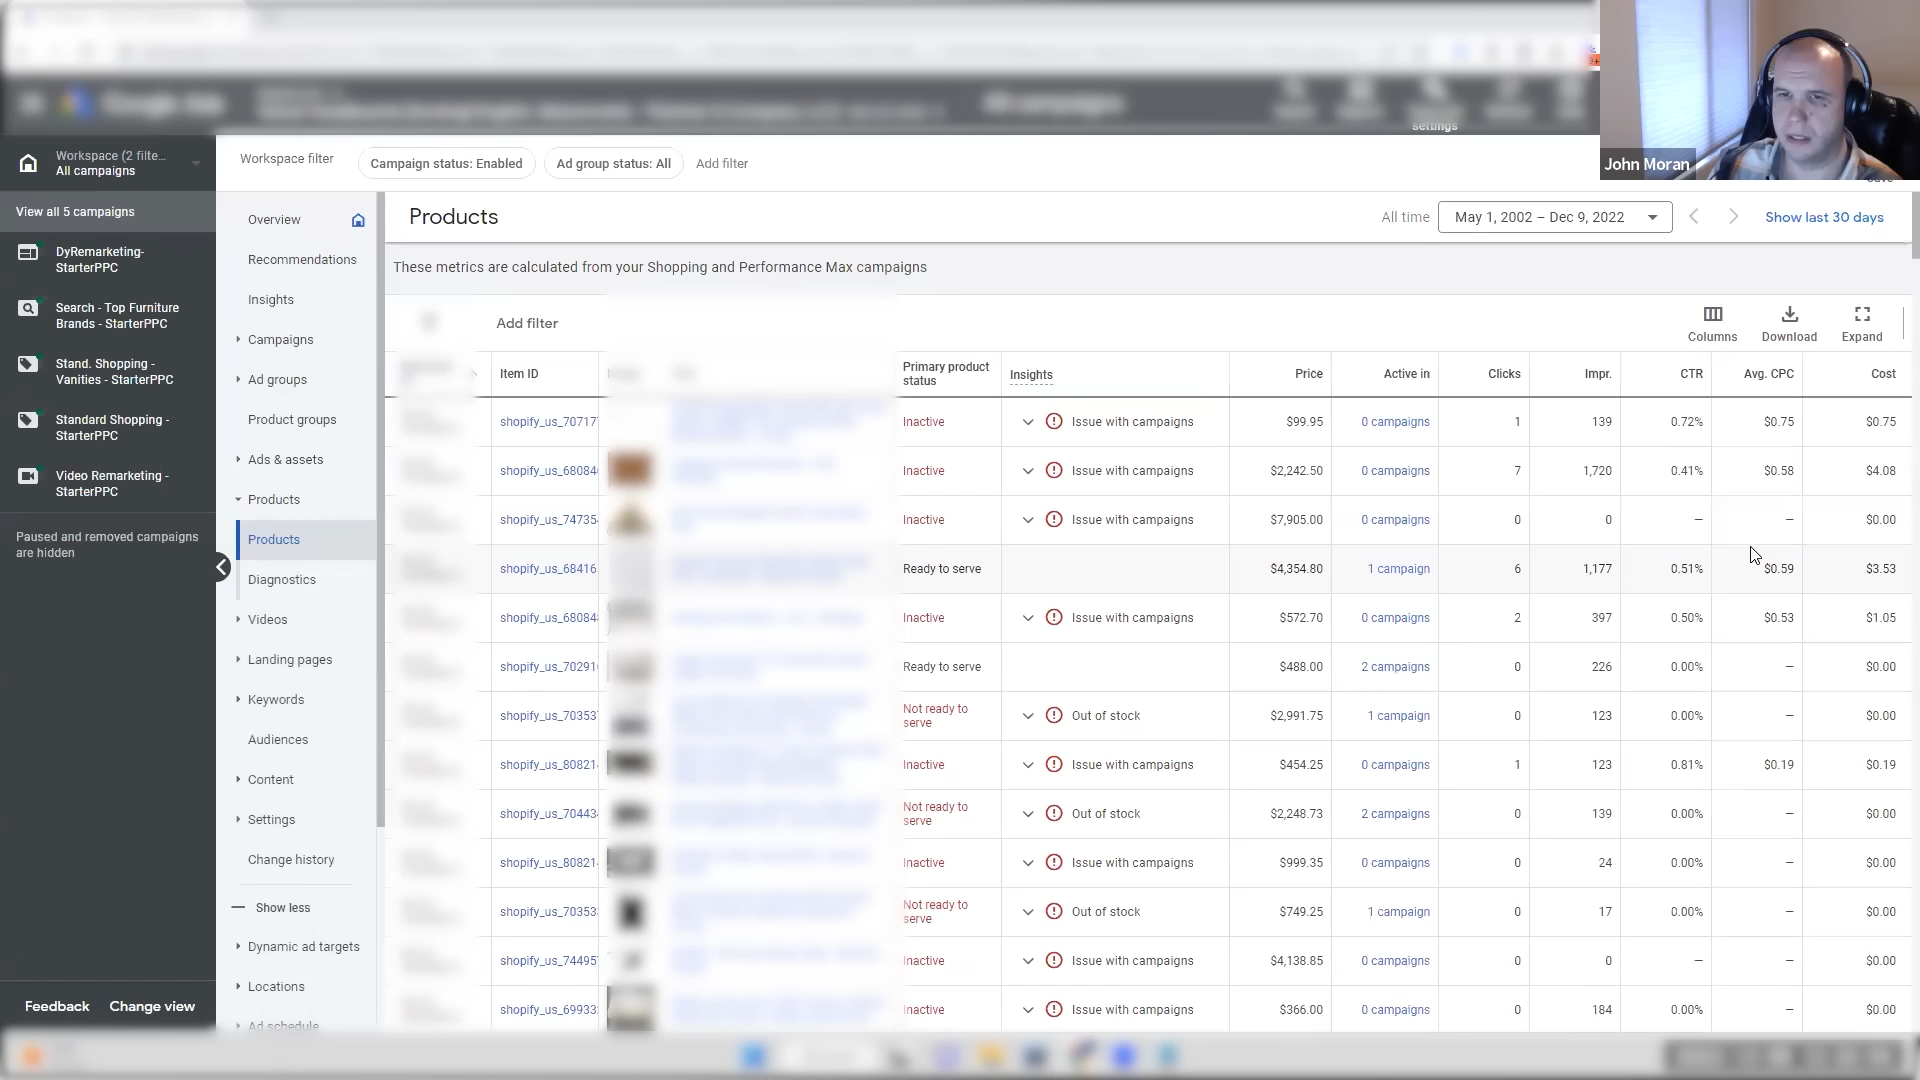 Google Ads
All campaigns
settings
John Moran
Workspace (2 filte...
All campaigns
View all 5 campaigns
DyRemarketing-
StarterPPC
Search - Top Furniture
Brands - StarterPPC
Stand. Shopping -
Vanities - StarterPPC
Standard Shopping -
StarterPPC
Video Remarketing -
StarterPPC
Paused and removed campaigns
are hidden
Feedback Change view
Workspace filter Campaign status: Enabled Ad group status: All Add filter
Overview
Recommendations
Insights
Campaigns
Ad groups
Product groups
Ads & assets
Products
Products
Diagnostics
Videos
Landing pages
Keywords
Audiences
Content
Settings
Change history
Show less
Dynamic ad targets
Locations
Ad schedule
Products All time May 1, 2002 – Dec 9, 2022 Show last 30 days
These metrics are calculated from your Shopping and Performance Max campaigns
Add filter Columns Download Expand
Item ID Primary product status Insights Price Active in Clicks Impr. CTR Avg. CPC Cost
shopify_us_70717 Inactive Issue with campaigns $99.95 0 campaigns 1 139 0.72% $0.75 $0.75
shopify_us_68084 Inactive Issue with campaigns $2,242.50 0 campaigns 7 1,720 0.41% $0.58 $4.08
shopify_us_74735 Inactive Issue with campaigns $7,905.00 0 campaigns 0 0 – – $0.00
shopify_us_68416 Ready to serve $4,354.80 1 campaign 6 1,177 0.51% $0.59 $3.53
shopify_us_68084 Inactive Issue with campaigns $572.70 0 campaigns 2 397 0.50% $0.53 $1.05
shopify_us_70291 Ready to serve $488.00 2 campaigns 0 226 0.00% – $0.00
shopify_us_70353 Not ready to serve Out of stock $2,991.75 1 campaign 0 123 0.00% – $0.00
shopify_us_80821 Inactive Issue with campaigns $454.25 0 campaigns 1 123 0.81% $0.19 $0.19
shopify_us_70443 Not ready to serve Out of stock $2,248.73 2 campaigns 0 139 0.00% – $0.00
shopify_us_80821 Inactive Issue with campaigns $999.35 0 campaigns 0 24 0.00% – $0.00
shopify_us_70353 Not ready to serve Out of stock $749.25 1 campaign 0 17 0.00% – $0.00
shopify_us_74495 Inactive Issue with campaigns $4,138.85 0 campaigns 0 0 – – $0.00
shopify_us_69933 Inactive Issue with campaigns $366.00 0 campaigns 0 184 0.00% – $0.00